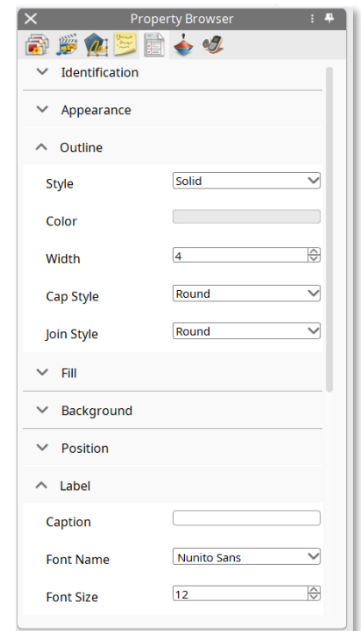 Property Browser
Identification
Appearance
Outline
Style Solid
Color
Width 4
Cap Style Round
Join Style Round
Fill
Background
Position
Label
Caption
Font Name Nunito Sans
Font Size 12